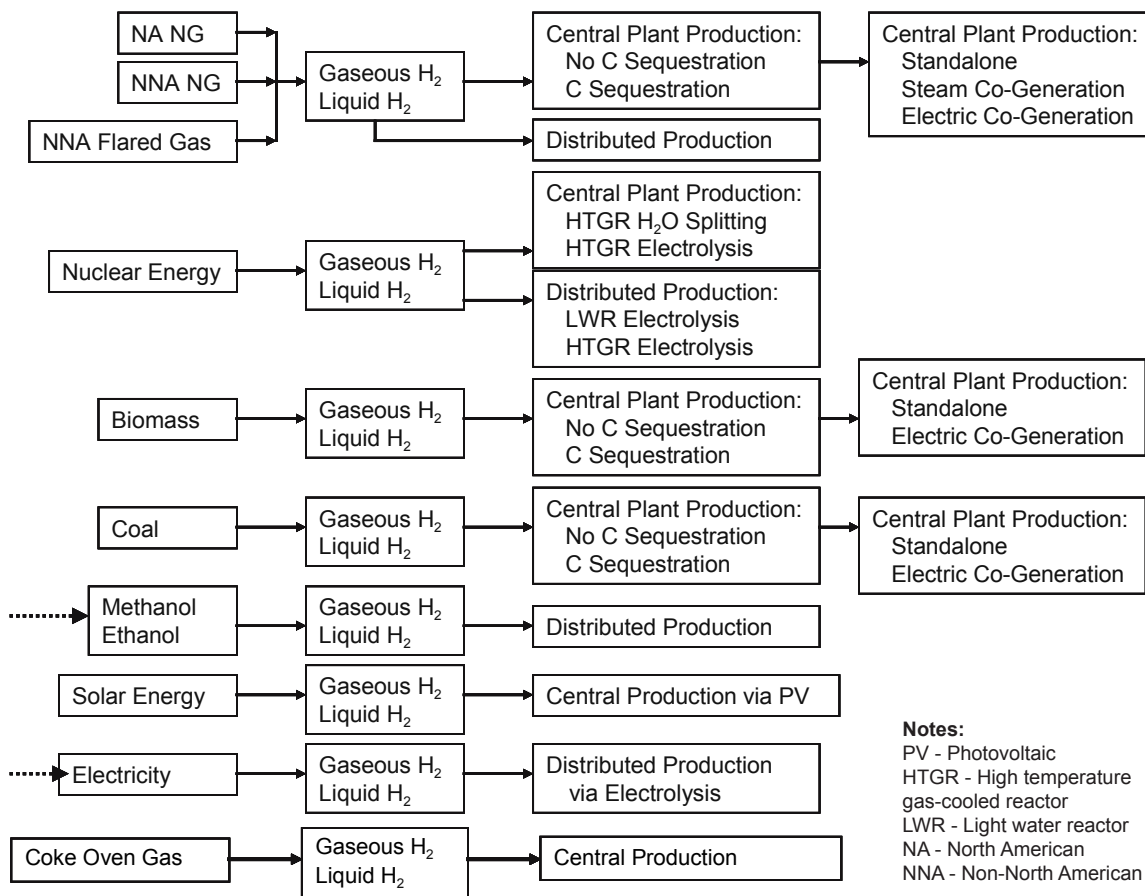 NA NG
NNA NG
NNA Flared Gas
Gaseous H₂
Liquid H₂
Central Plant Production:
No C Sequestration
C Sequestration
Distributed Production
Central Plant Production:
Standalone
Steam Co-Generation
Electric Co-Generation
Nuclear Energy
Gaseous H₂
Liquid H₂
Central Plant Production:
HTGR H₂O Splitting
HTGR Electrolysis
Distributed Production:
LWR Electrolysis
HTGR Electrolysis
Biomass
Gaseous H₂
Liquid H₂
Central Plant Production:
No C Sequestration
C Sequestration
Central Plant Production:
Standalone
Electric Co-Generation
Coal
Gaseous H₂
Liquid H₂
Central Plant Production:
No C Sequestration
C Sequestration
Central Plant Production:
Standalone
Electric Co-Generation
Methanol
Ethanol
Gaseous H₂
Liquid H₂
Distributed Production
Solar Energy
Gaseous H₂
Liquid H₂
Central Production via PV
Electricity
Gaseous H₂
Liquid H₂
Distributed Production
via Electrolysis
Coke Oven Gas
Gaseous H₂
Liquid H₂
Central Production
Notes:
PV - Photovoltaic
HTGR - High temperature
gas-cooled reactor
LWR - Light water reactor
NA - North American
NNA - Non-North American